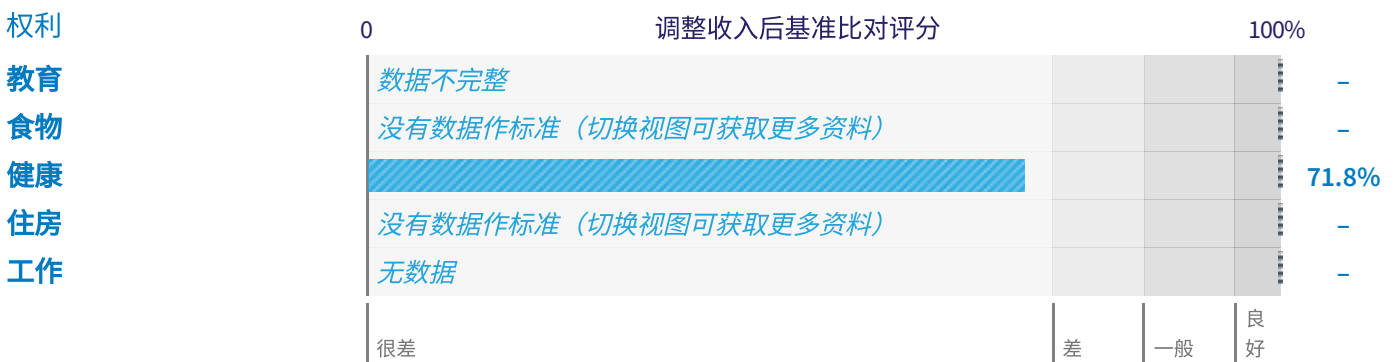 权利 0 调整收入后基准比对评分 100%
教育 数据不完整 –
食物 没有数据作标准（切换视图可获取更多资料） –
健康 71.8%
住房 没有数据作标准（切换视图可获取更多资料） –
工作 无数据 –
很差 差 一般 良好